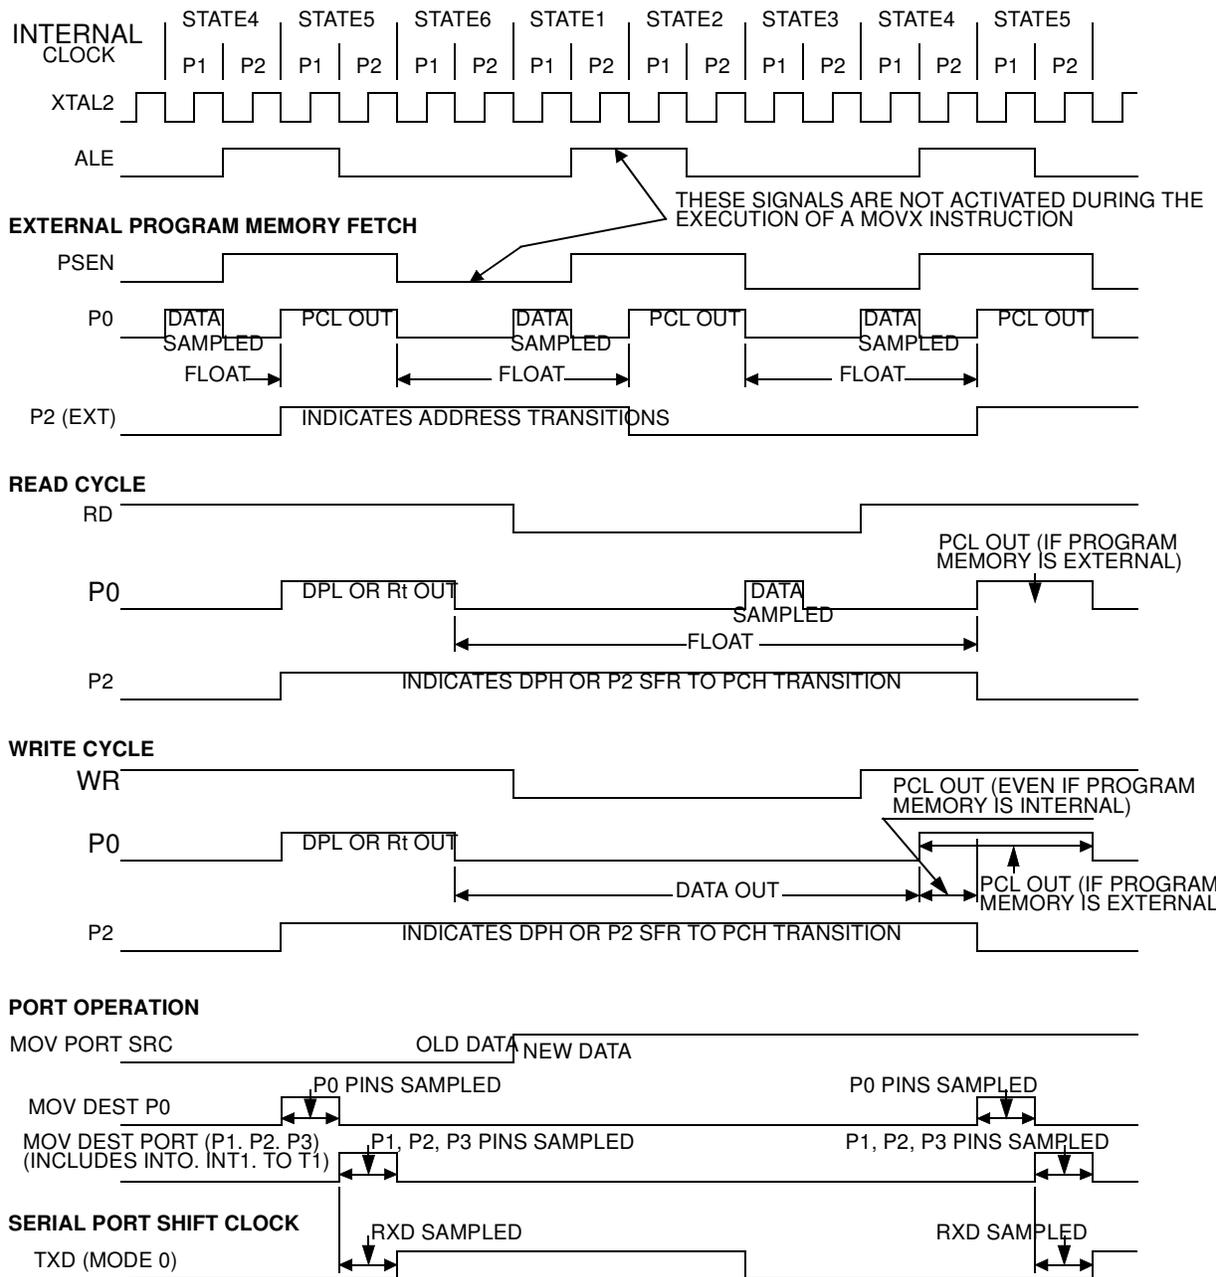 STATE4 STATE5 STATE6 STATE1 STATE2 STATE3 STATE4 STATE5
INTERNAL
CLOCK
P1 P2 P1 P2 P1 P2 P1 P2 P1 P2 P1 P2 P1 P2 P1 P2
XTAL2
ALE
THESE SIGNALS ARE NOT ACTIVATED DURING THE
EXECUTION OF A MOVX INSTRUCTION
EXTERNAL PROGRAM MEMORY FETCH
PSEN
P0 DATA PCL OUT DATA PCL OUT DATA PCL OUT
SAMPLED SAMPLED SAMPLED
FLOAT FLOAT FLOAT
P2 (EXT) INDICATES ADDRESS TRANSITIONS
READ CYCLE
RD
PCL OUT (IF PROGRAM
MEMORY IS EXTERNAL)
P0 DPL OR Rt OUT DATA
SAMPLED
FLOAT
P2 INDICATES DPH OR P2 SFR TO PCH TRANSITION
WRITE CYCLE
WR
PCL OUT (EVEN IF PROGRAM
MEMORY IS INTERNAL)
P0 DPL OR Rt OUT
DATA OUT
PCL OUT (IF PROGRAM
MEMORY IS EXTERNAL
P2 INDICATES DPH OR P2 SFR TO PCH TRANSITION
PORT OPERATION
MOV PORT SRC OLD DATA NEW DATA
P0 PINS SAMPLED P0 PINS SAMPLED
MOV DEST P0
MOV DEST PORT (P1. P2. P3) P1, P2, P3 PINS SAMPLED P1, P2, P3 PINS SAMPLED
(INCLUDES INTO. INT1. TO T1)
SERIAL PORT SHIFT CLOCK
RXD SAMPLED RXD SAMPLED
TXD (MODE 0)